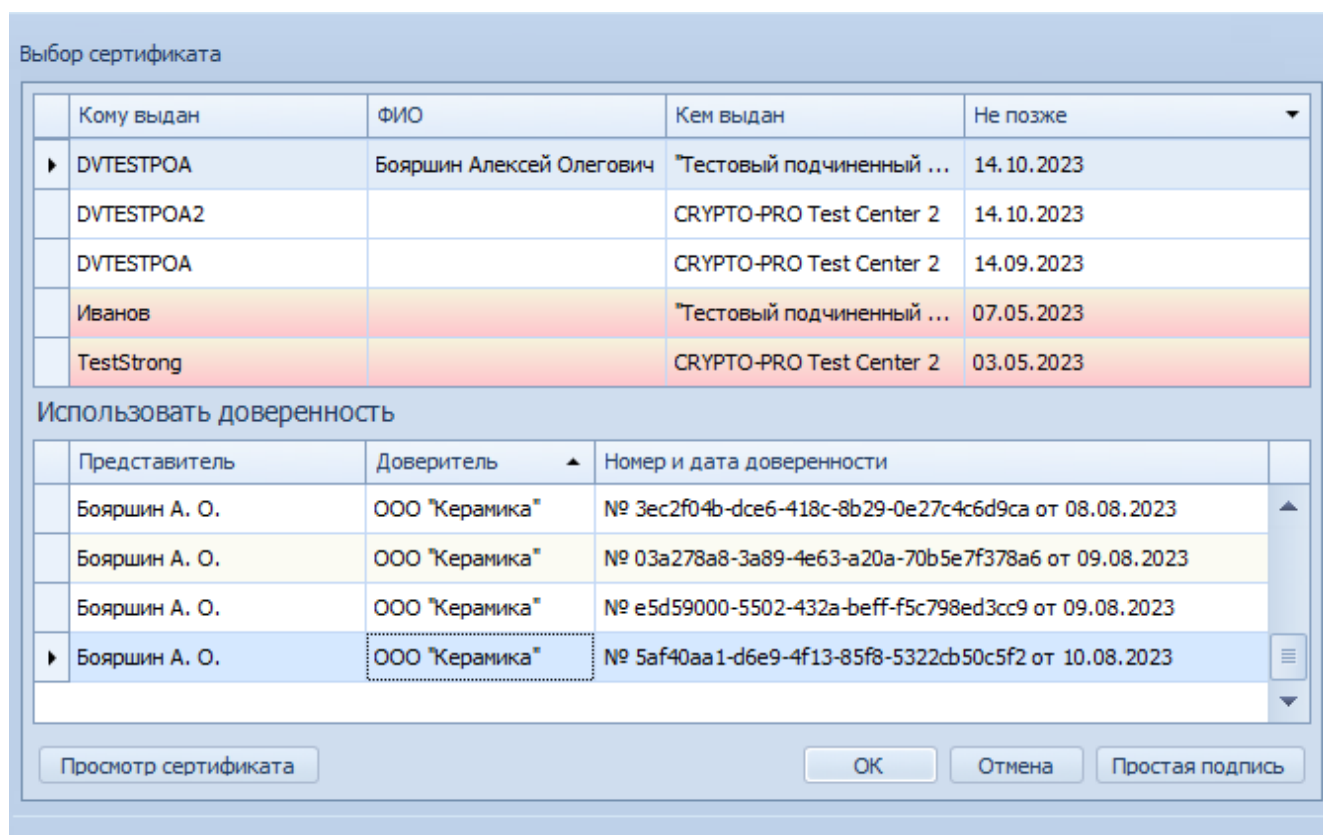 Выбор сертификата
Кому выдан ФИО Кем выдан Не позже
DVTESTPOA Бояршин Алексей Олегович "Тестовый подчиненный ... 14.10.2023
DVTESTPOA2 CRYPTO-PRO Test Center 2 14.10.2023
DVTESTPOA CRYPTO-PRO Test Center 2 14.09.2023
Иванов "Тестовый подчиненный ... 07.05.2023
TestStrong CRYPTO-PRO Test Center 2 03.05.2023
Использовать доверенность
Представитель Доверитель Номер и дата доверенности
Бояршин А. О. ООО "Керамика" № 3ec2f04b-dce6-418c-8b29-0e27c4c6d9ca от 08.08.2023
Бояршин А. О. ООО "Керамика" № 03a278a8-3a89-4e63-a20a-70b5e7f378a6 от 09.08.2023
Бояршин А. О. ООО "Керамика" № e5d59000-5502-432a-beff-f5c798ed3cc9 от 09.08.2023
Бояршин А. О. ООО "Керамика" № 5af40aa1-d6e9-4f13-85f8-5322cb50c5f2 от 10.08.2023
Просмотр сертификата ОК Отмена Простая подпись